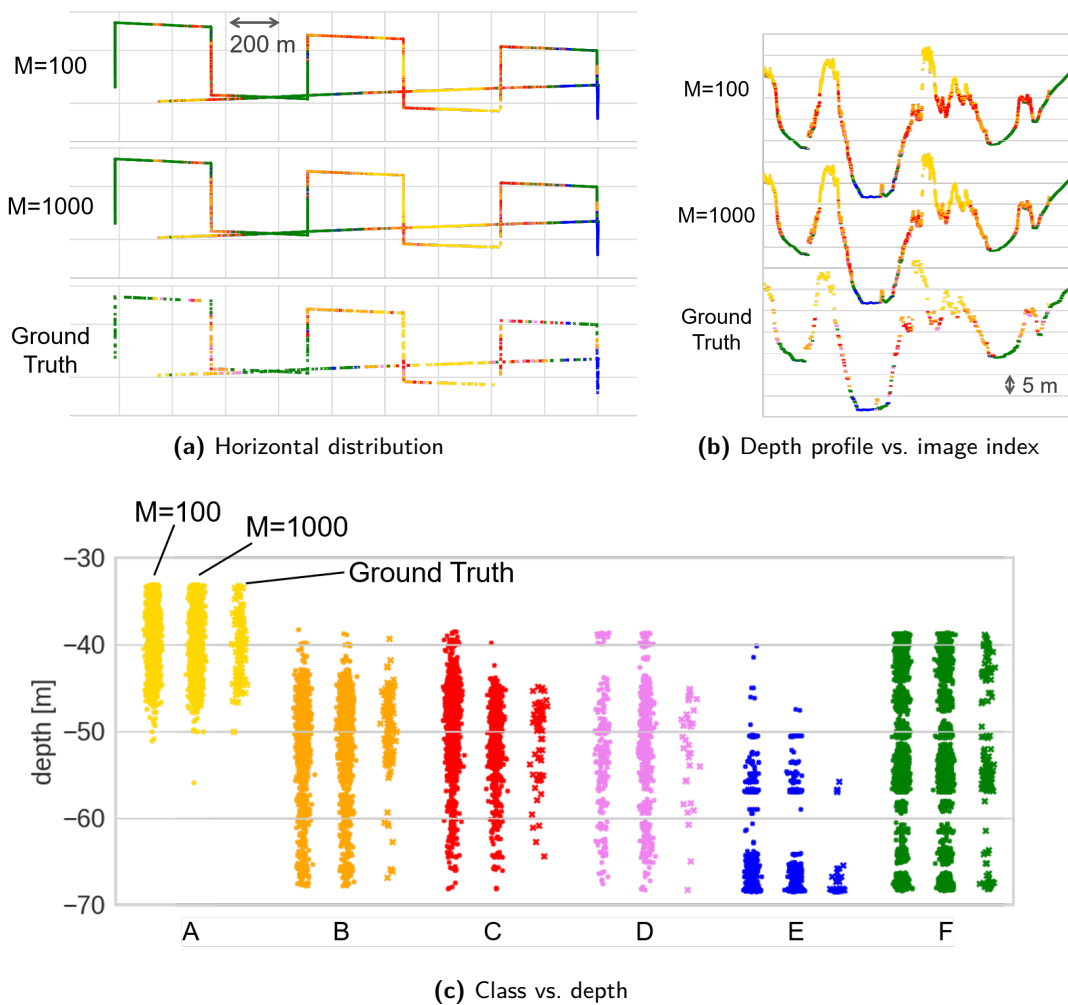 M=100
200 m
M=1000
Ground
Truth
(a) Horizontal distribution
M=100
M=1000
Ground
Truth
5 m
(b) Depth profile vs. image index
M=100
M=1000
Ground Truth
−30
−40
−50
−60
−70
depth [m]
A B C D E F
(c) Class vs. depth